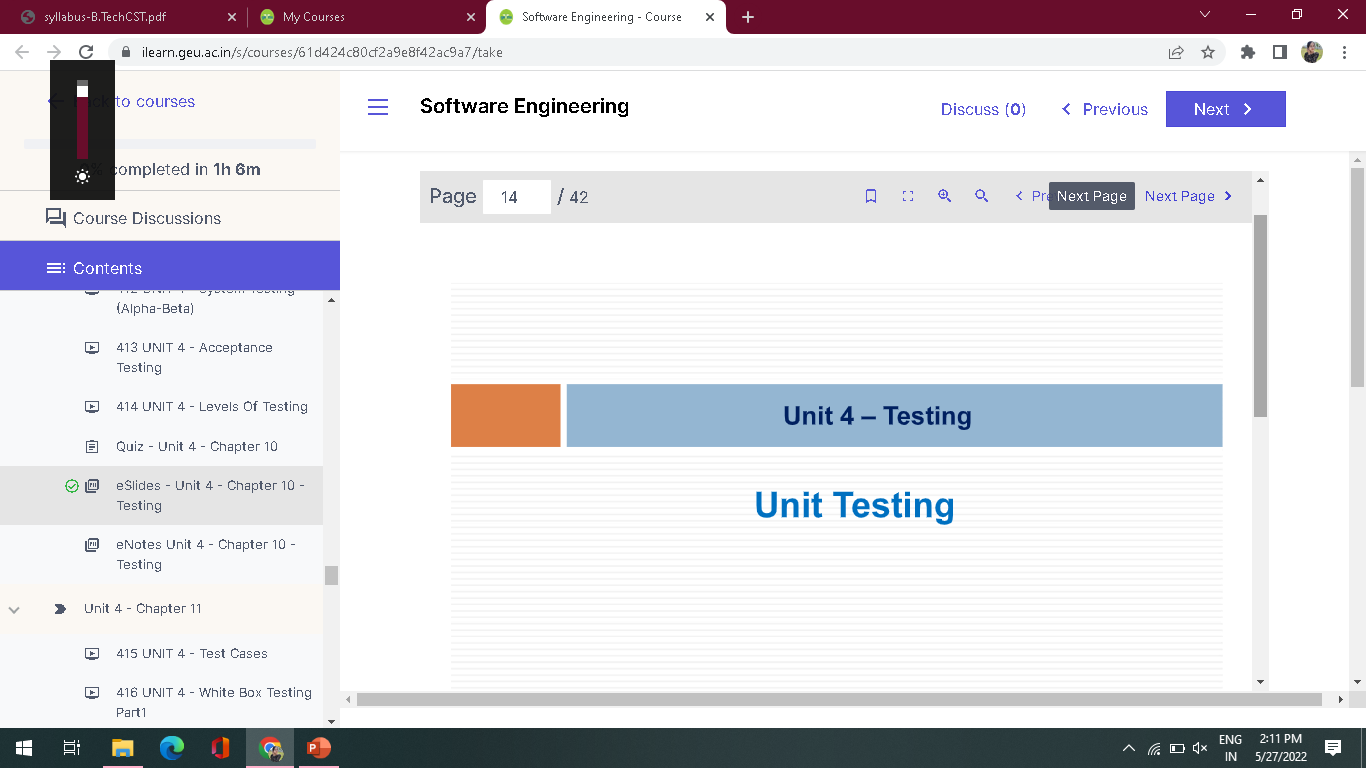 syllabus-B.TechCST.pdf
My Courses
Software Engineering - Course
ilearn.geu.ac.in/s/courses/61d424c80cf2a9e8f42ac9a7/take
to courses
completed in 1h 6m
Course Discussions
Contents
(Alpha-Beta)
413 UNIT 4 - Acceptance
Testing
414 UNIT 4 - Levels Of Testing
Quiz - Unit 4 - Chapter 10
eSlides - Unit 4 - Chapter 10 -
Testing
eNotes Unit 4 - Chapter 10 -
Testing
Unit 4 - Chapter 11
415 UNIT 4 - Test Cases
416 UNIT 4 - White Box Testing
Part1
Software Engineering
Discuss (0)
Previous
Next
Page 14 / 42
Next Page
Next Page
Unit 4 – Testing
Unit Testing
ENG
IN
2:11 PM
5/27/2022